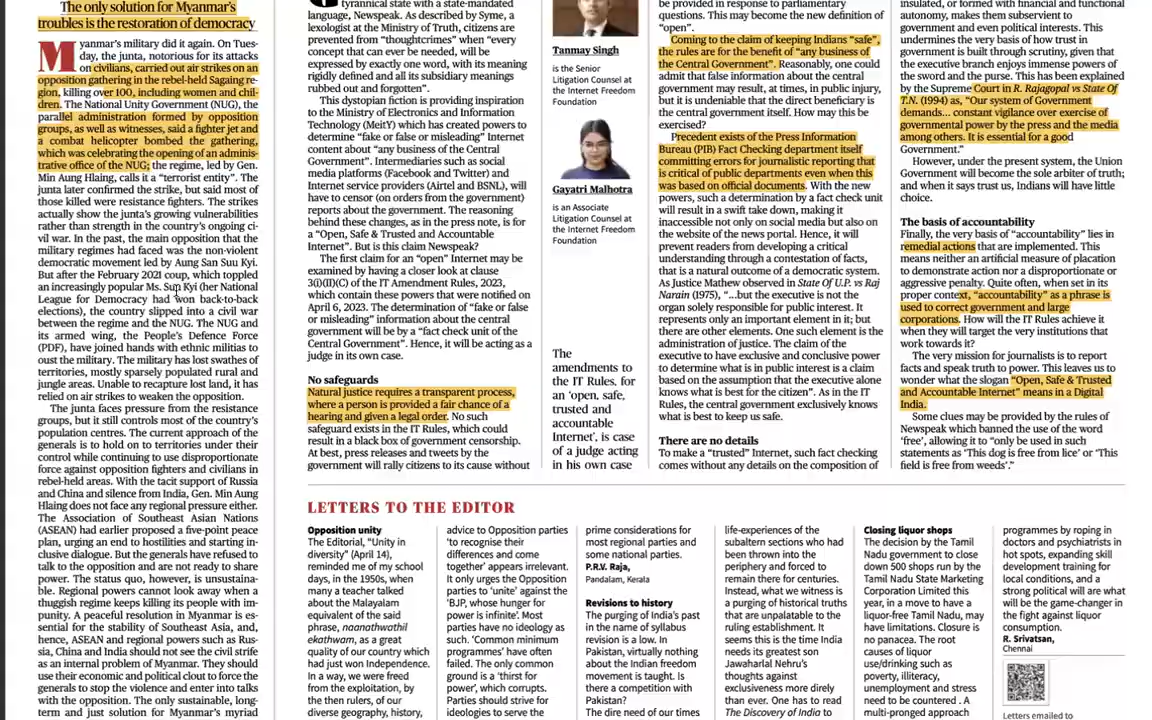 The only solution for Myanmar's
troubles is the restoration of democracy
Myanmar's military did it again. On Tues-
day, the junta, notorious for its attacks
on civilians, carried out air strikes on an
opposition gathering in the rebel-held Sagaing re-
gion, killing over 100, including women and chil-
dren. The National Unity Government (NUG), the
parallel administration formed by opposition
groups, as well as witnesses, said a fighter jet and
a combat helicopter bombed the gathering,
which was celebrating the opening of an adminis-
trative office of the NUG; the regime, led by Gen.
Min Aung Hlaing, calls it a "terrorist entity". The
junta later confirmed the strike, but said most of
those killed were resistance fighters. The strikes
actually show the junta's growing vulnerabilities
rather than strength in the country's ongoing ci-
vil war. In the past, the main opposition that the
military regimes had faced was the non-violent
democratic movement led by Aung San Suu Kyi.
But after the February 2021 coup, which toppled
an increasingly popular Ms. Suu Kyi (her National
League for Democracy had won back-to-back
elections), the country slipped into a civil war
between the regime and the NUG. The NUG and
its armed wing, the People's Defence Force
(PDF), have joined hands with ethnic militias to
oust the military. The military has lost swathes of
territories, mostly sparsely populated rural and
jungle areas. Unable to recapture lost land, it has
relied on air strikes to weaken the opposition.
The junta faces pressure from the resistance
groups, but it still controls most of the country's
population centres. The current approach of the
generals is to hold on to territories under their
control while continuing to use disproportionate
force against opposition fighters and civilians in
rebel-held areas. With the tacit support of Russia
and China and silence from India, Gen. Min Aung
Hlaing does not face any regional pressure either.
The Association of Southeast Asian Nations
(ASEAN) had earlier proposed a five-point peace
plan, urging an end to hostilities and starting in-
clusive dialogue. But the generals have refused to
talk to the opposition and are not ready to share
power. The status quo, however, is unsustaina-
ble. Regional powers cannot look away when a
thuggish regime keeps killing its people with im-
punity. A peaceful resolution in Myanmar is es-
sential for the stability of Southeast Asia, and,
hence, ASEAN and regional powers such as Rus-
sia, China and India should not see the civil strife
as an internal problem of Myanmar. They should
use their economic and political clout to force the
generals to stop the violence and enter into talks
with the opposition. The only sustainable, long-
term and just solution for Myanmar's myriad
tyrannical state with a state-mandated
language, Newspeak. As described by Syme, a
lexologist at the Ministry of Truth, citizens are
prevented from "thoughtcrimes" when "every
concept that can ever be needed, will be
expressed by exactly one word, with its meaning
rigidly defined and all its subsidiary meanings
rubbed out and forgotten".
This dystopian fiction is providing inspiration
to the Ministry of Electronics and Information
Technology (MeitY) which has created powers to
determine "fake or false or misleading" Internet
content about "any business of the Central
Government". Intermediaries such as social
media platforms (Facebook and Twitter) and
Internet service providers (Airtel and BSNL), will
have to censor (on orders from the government)
reports about the government. The reasoning
behind these changes, as in the press note, is for
a "Open, Safe & Trusted and Accountable
Internet". But is this claim Newspeak?
The first claim for an "open" Internet may be
examined by having a closer look at clause
3(i)(II)(C) of the IT Amendment Rules, 2023,
which contain these powers that were notified on
April 6, 2023. The determination of "fake or false
or misleading" information about the central
government will be by a "fact check unit of the
Central Government". Hence, it will be acting as a
judge in its own case.
No safeguards
Natural justice requires a transparent process,
where a person is provided a fair chance of a
hearing and given a legal order. No such
safeguard exists in the IT Rules, which could
result in a black box of government censorship.
At best, press releases and tweets by the
government will rally citizens to its cause without
Tanmay Singh
is the Senior
Litigation Counsel at
the Internet Freedom
Foundation
Gayatri Malhotra
is an Associate
Litigation Counsel at
the Internet Freedom
Foundation
The
amendments to
the IT Rules, for
an 'open, safe,
trusted and
accountable
Internet', is case
of a judge acting
in his own case
be provided in response to parliamentary
questions. This may become the new definition of
"open".
Coming to the claim of keeping Indians "safe",
the rules are for the benefit of "any business of
the Central Government". Reasonably, one could
admit that false information about the central
government may result, at times, in public injury,
but it is undeniable that the direct beneficiary is
the central government itself. How may this be
exercised?
Precedent exists of the Press Information
Bureau (PIB) Fact Checking department itself
committing errors for journalistic reporting that
is critical of public departments even when this
was based on official documents. With the new
powers, such a determination by a fact check unit
will result in a swift take down, making it
inaccessible not only on social media but also on
the website of the news portal. Hence, it will
prevent readers from developing a critical
understanding through a contestation of facts,
that is a natural outcome of a democratic system.
As Justice Mathew observed in State Of U.P. vs Raj
Narain (1975), "...but the executive is not the
organ solely responsible for public interest. It
represents only an important element in it; but
there are other elements. One such element is the
administration of justice. The claim of the
executive to have exclusive and conclusive power
to determine what is in public interest is a claim
based on the assumption that the executive alone
knows what is best for the citizen". As in the IT
Rules, the central government exclusively knows
what is best to keep us safe.
There are no details
To make a "trusted" Internet, such fact checking
comes without any details on the composition of
insulated, or formed with financial and functional
autonomy, makes them subservient to
government and even political interests. This
undermines the very basis of how trust in
government is built through scrutiny, given that
the executive branch enjoys immense powers of
the sword and the purse. This has been explained
by the Supreme Court in R. Rajagopal vs State Of
T.N. (1994) as, "Our system of Government
demands... constant vigilance over exercise of
governmental power by the press and the media
among others. It is essential for a good
Government."
However, under the present system, the Union
Government will become the sole arbiter of truth;
and when it says trust us, Indians will have little
choice.
The basis of accountability
Finally, the very basis of "accountability" lies in
remedial actions that are implemented. This
means neither an artificial measure of placation
to demonstrate action nor a disproportionate or
aggressive penalty. Quite often, when set in its
proper context, "accountability" as a phrase is
used to correct government and large
corporations. How will the IT Rules achieve it
when they will target the very institutions that
work towards it?
The very mission for journalists is to report
facts and speak truth to power. This leaves us to
wonder what the slogan "Open, Safe & Trusted
and Accountable Internet" means in a Digital
India.
Some clues may be provided by the rules of
Newspeak which banned the use of the word
'free', allowing it to "only be used in such
statements as 'This dog is free from lice' or 'This
field is free from weeds'."
LETTERS TO THE EDITOR
Opposition unity
The Editorial, "Unity in
diversity" (April 14),
reminded me of my school
days, in the 1950s, when
many a teacher talked
about the Malayalam
equivalent of the said
phrase, naanathwathil
ekathwam, as a great
quality of our country which
had just won Independence.
In a way, we were freed
from the exploitation, by
the then rulers, of our
diverse geography, history,
advice to Opposition parties
'to recognise their
differences and come
together' appears irrelevant.
It only urges the Opposition
parties to 'unite' against the
'BJP, whose hunger for
power is infinite'. Most
parties have no ideology as
such. 'Common minimum
programmes' have often
failed. The only common
ground is a 'thirst for
power', which corrupts.
Parties should strive for
ideologies to serve the
prime considerations for
most regional parties and
some national parties.
P.R.V. Raja,
Pandalam, Kerala
Revisions to history
The purging of India's past
in the name of syllabus
revision is a low. In
Pakistan, virtually nothing
about the Indian freedom
movement is taught. Is
there a competition with
Pakistan?
The dire need of our times
life-experiences of the
subaltern sections who had
been thrown into the
periphery and forced to
remain there for centuries.
Instead, what we witness is
a purging of historical truths
that are unpalatable to the
ruling establishment. It
seems this is the time India
needs its greatest son
Jawaharlal Nehru's
thoughts against
exclusiveness more direly
than ever. One has to read
The Discovery of India to
Closing liquor shops
The decision by the Tamil
Nadu government to close
down 500 shops run by the
Tamil Nadu State Marketing
Corporation Limited this
year, in a move to have a
liquor-free Tamil Nadu, may
have limitations. Closure is
no panacea. The root
causes of liquor
use/drinking such as
poverty, illiteracy,
unemployment and stress
need to be countered . A
multi-pronged approach
programmes by roping in
doctors and psychiatrists in
hot spots, expanding skill
development training for
local conditions, and a
strong political will are what
will be the game-changer in
the fight against liquor
consumption.
R. Srivatsan,
Chennai
Letters emailed to